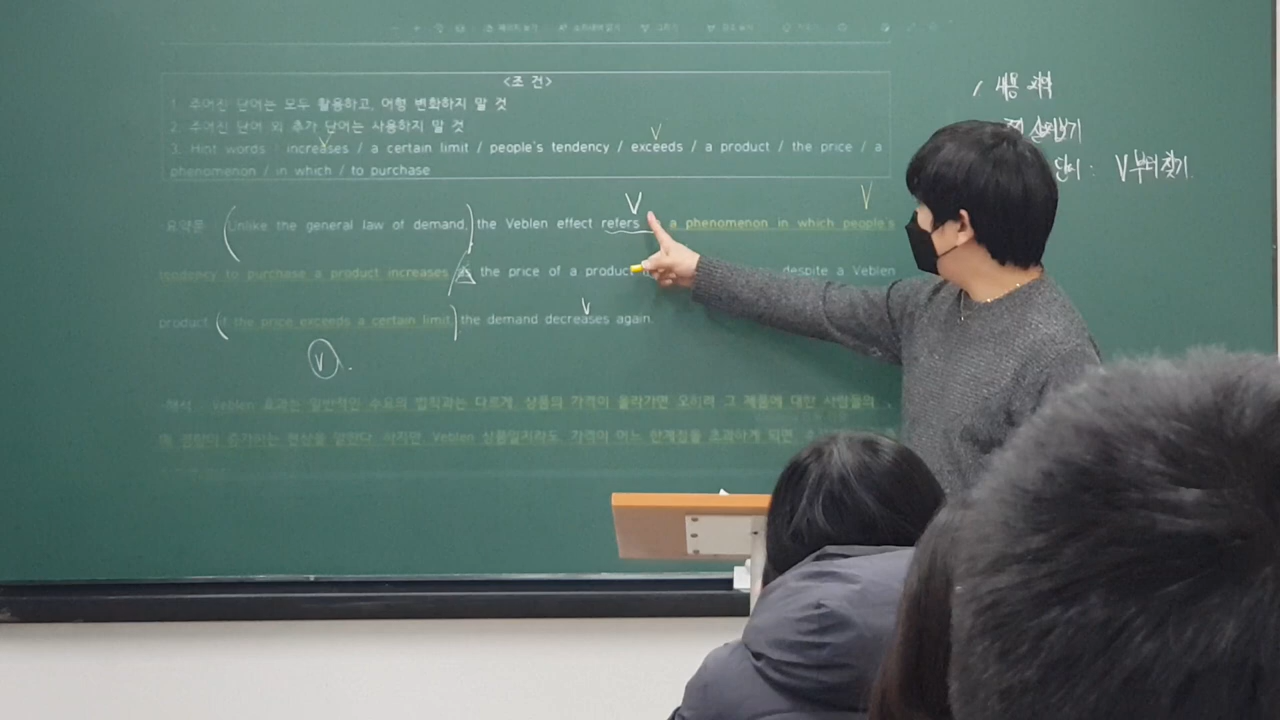 <조 건>
1. 주어진 단어는 모두 활용하고, 어형 변화하지 말 것
2. 주어진 단어 외 추가 단어는 사용하지 말 것
3. Hint words : increases / a certain limit / people's tendency / exceeds / a product / the price / a
phenomenon / in which / to purchase
요약문 : (Unlike the general law of demand,) the Veblen effect refers a phenomenon in which people's
tendency to purchase a product increases as the price of a product despite a Veblen
product (if the price exceeds a certain limit) the demand decreases again.
V
해석 : Veblen 효과는 일반적인 수요의 법칙과는 다르게, 상품의 가격이 올라가면 오히려 그 제품에 대한 사람들의
증가하는 현상을 말한다. 하지만, Veblen 상품일지라도, 가격이 어느 한계점을 초과하게 되면
내용
V부터 찾기